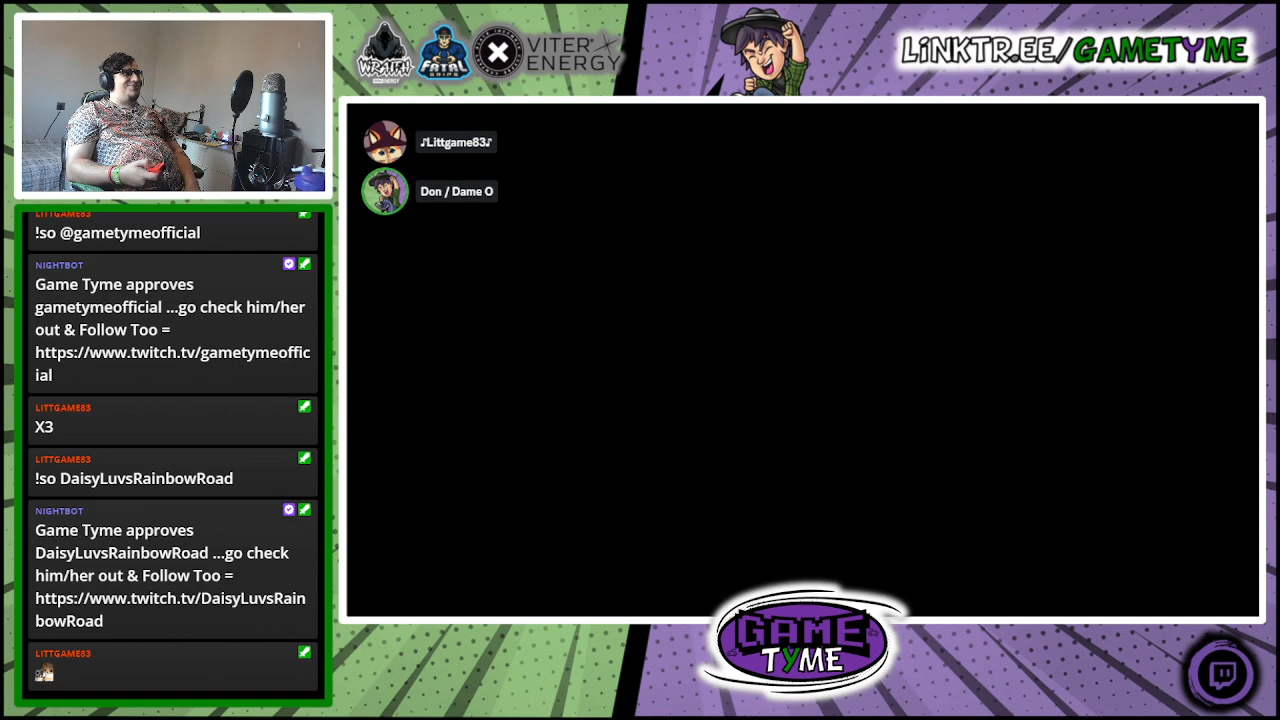 WRATH
FATAL
GRIPS
VITER
ENERGY
LiNKTR.EE/GAMETYME
♪Littgame83♪
Don / Dame O
LITTGAME83
!so @gametymeofficial
NIGHTBOT
Game Tyme approves
gametymeofficial ...go check him/her
out & Follow Too =
https://www.twitch.tv/gametymeoffic
ial
LITTGAME83
X3
LITTGAME83
!so DaisyLuvsRainbowRoad
NIGHTBOT
Game Tyme approves
DaisyLuvsRainbowRoad ...go check
him/her out & Follow Too =
https://www.twitch.tv/DaisyLuvsRain
bowRoad
LITTGAME83
GAME
TYME